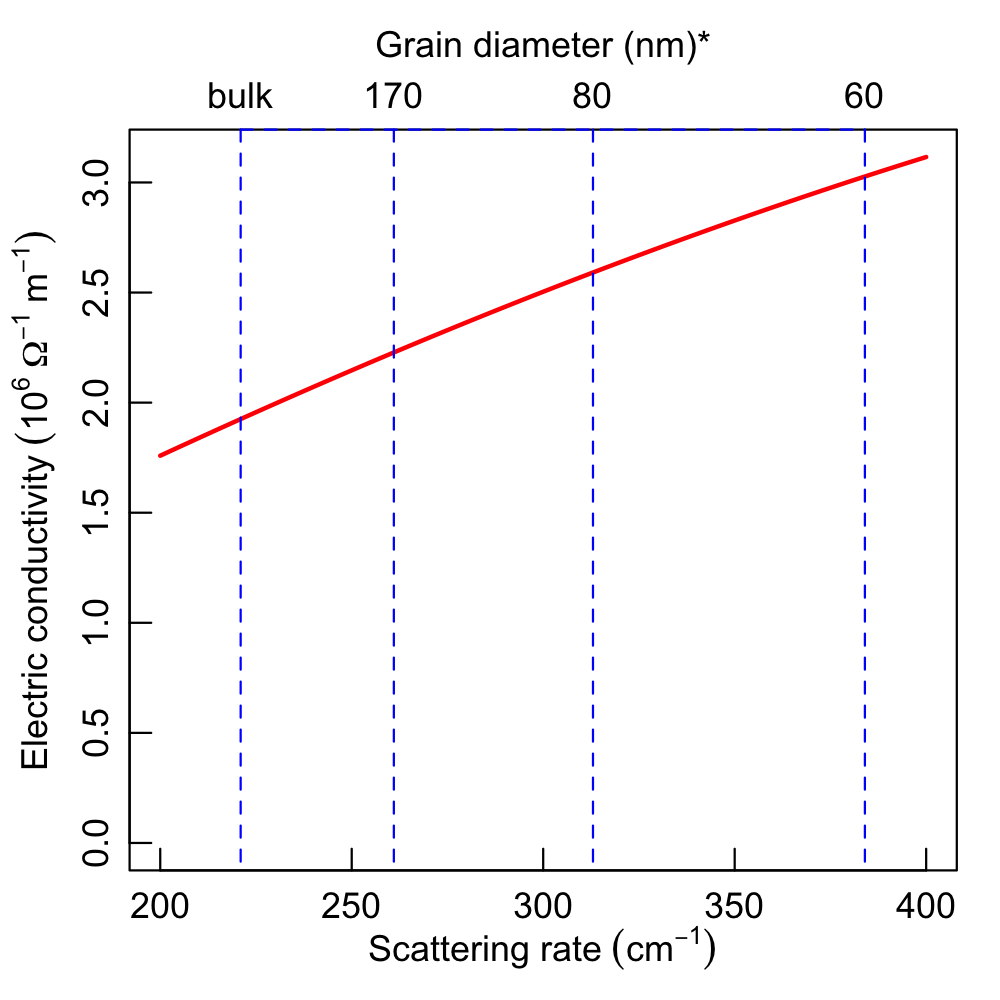 Grain diameter (nm)*
bulk 170 80 60
Electric conductivity (10⁶ Ω⁻¹ m⁻¹)
3.0
2.5
2.0
1.5
1.0
0.5
0.0
200 250 300 350 400
Scattering rate (cm⁻¹)